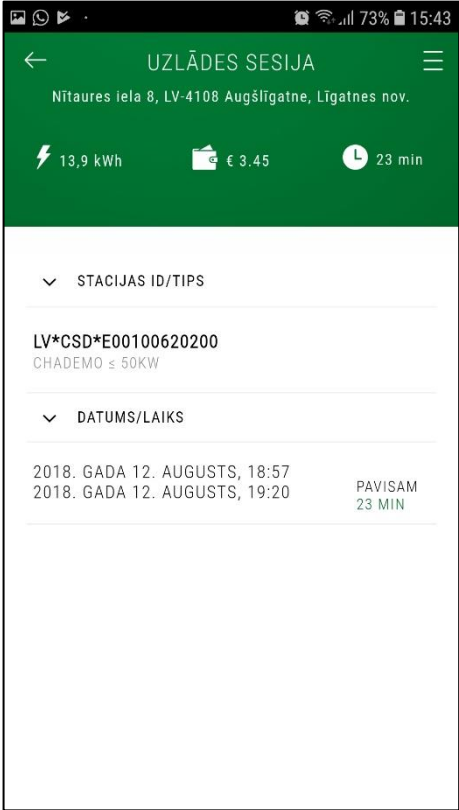 73% 15:43
UZLĀDES SESIJA
Nītaures iela 8, LV-4108 Augšlīgatne, Līgatnes nov.
13,9 kWh € 3.45 23 min
STACIJAS ID/TIPS
LV*CSD*E00100620200
CHADEMO ≤ 50KW
DATUMS/LAIKS
2018. GADA 12. AUGUSTS, 18:57
2018. GADA 12. AUGUSTS, 19:20
PAVISAM
23 MIN